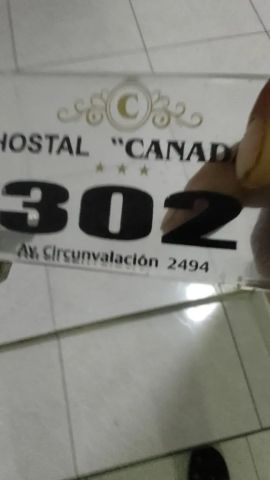 C
HOSTAL "CANAD
302
Av. Circunvalación 2494